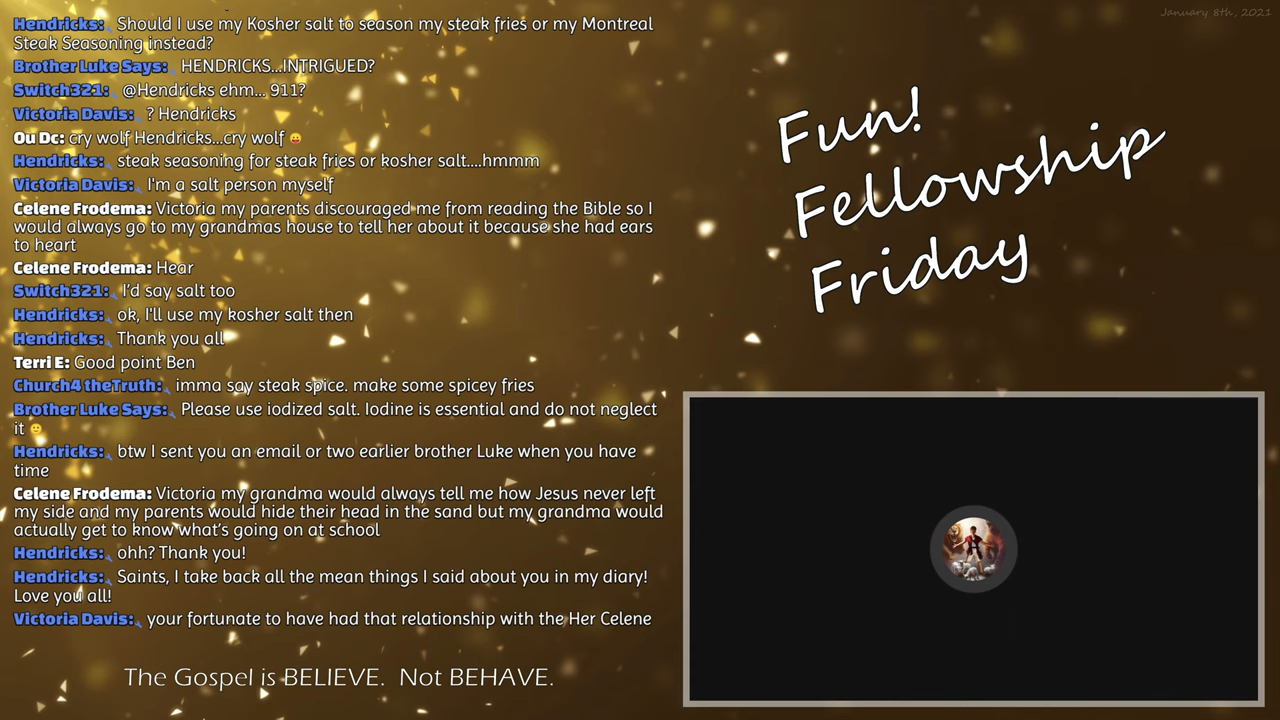 Hendricks: Should I use my Kosher salt to season my steak fries or my Montreal
Steak Seasoning instead?
Brother Luke Says: HENDRICKS...INTRIGUED?
Switch321: @Hendricks ehm... 911?
Victoria Davis: ? Hendricks
Ou Dc: cry wolf Hendricks...cry wolf 😛
Hendricks: steak seasoning for steak fries or kosher salt....hmmm
Victoria Davis: I'm a salt person myself
Celene Frodema: Victoria my parents discouraged me from reading the Bible so I
would always go to my grandmas house to tell her about it because she had ears
to heart
Celene Frodema: Hear
Switch321: I'd say salt too
Hendricks: ok, I'll use my kosher salt then
Hendricks: Thank you all
Terri E: Good point Ben
Church4 theTruth: imma say steak spice. make some spicey fries
Brother Luke Says: Please use iodized salt. Iodine is essential and do not neglect
it 🙂
Hendricks: btw I sent you an email or two earlier brother Luke when you have
time
Celene Frodema: Victoria my grandma would always tell me how Jesus never left
my side and my parents would hide their head in the sand but my grandma would
actually get to know what's going on at school
Hendricks: ohh? Thank you!
Hendricks: Saints, I take back all the mean things I said about you in my diary!
Love you all!
Victoria Davis: your fortunate to have had that relationship with the Her Celene
The Gospel is BELIEVE. Not BEHAVE.
January 8th, 2021
Fun!
Fellowship
Friday